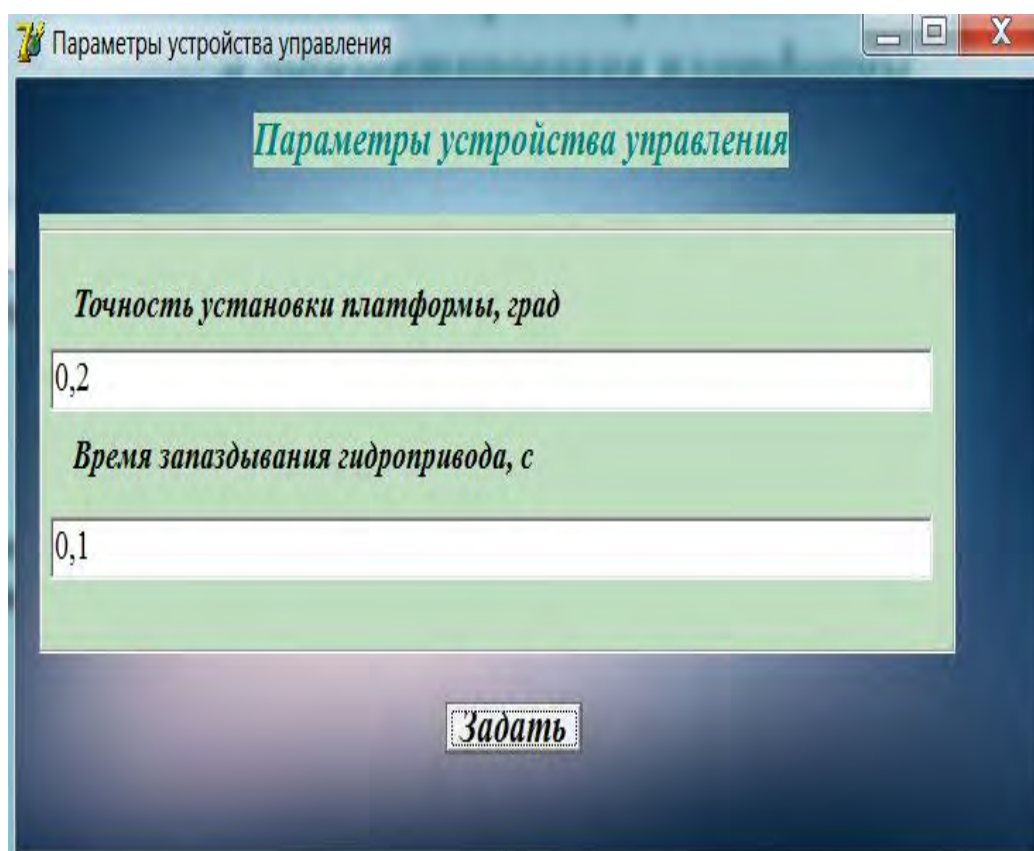 Параметры устройства управления
Параметры устройства управления
Точность установки платформы, град
0,2
Время запаздывания гидропривода, с
0,1
Задать